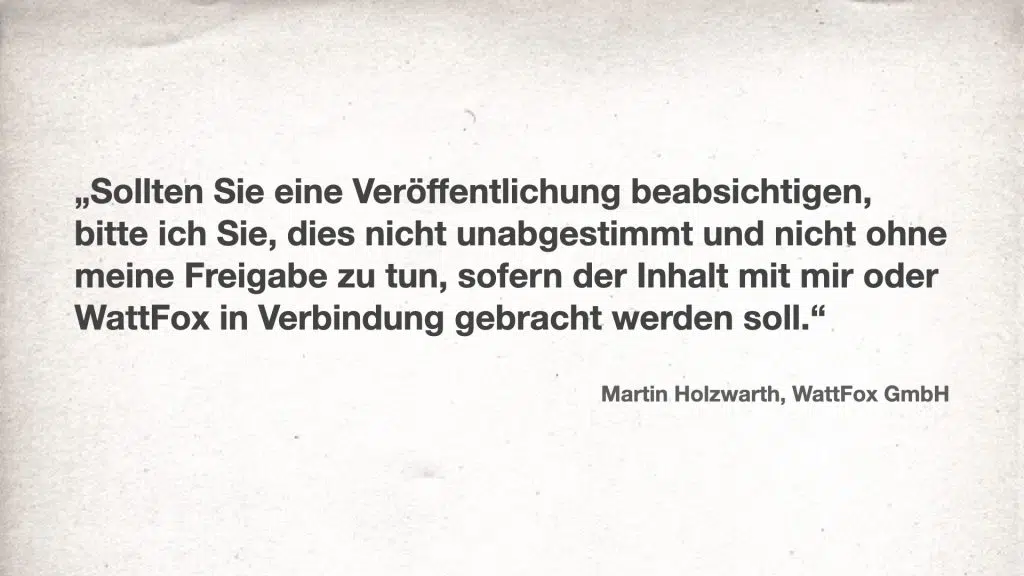 „Sollten Sie eine Veröffentlichung beabsichtigen,
bitte ich Sie, dies nicht unabgestimmt und nicht ohne
meine Freigabe zu tun, sofern der Inhalt mit mir oder
WattFox in Verbindung gebracht werden soll.“
Martin Holzwarth, WattFox GmbH